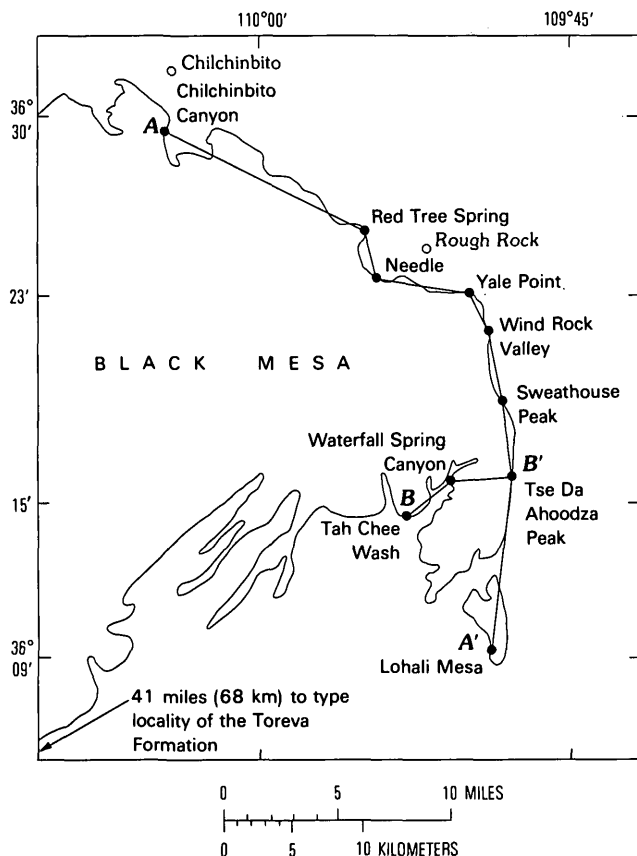 110°00'
109°45'
Chilchinbito
Chilchinbito
Canyon
36°
30'
A
Red Tree Spring
Rough Rock
Needle
23'
Yale Point
Wind Rock
Valley
BLACK MESA
Sweathouse
Peak
Waterfall Spring
Canyon
B'
B
15'
Tse Da
Ahoodza
Peak
Tah Chee
Wash
A'
36°
09'
Lohali Mesa
41 miles (68 km) to type
locality of the Toreva
Formation
0 5 10 MILES
0 5 10 KILOMETERS